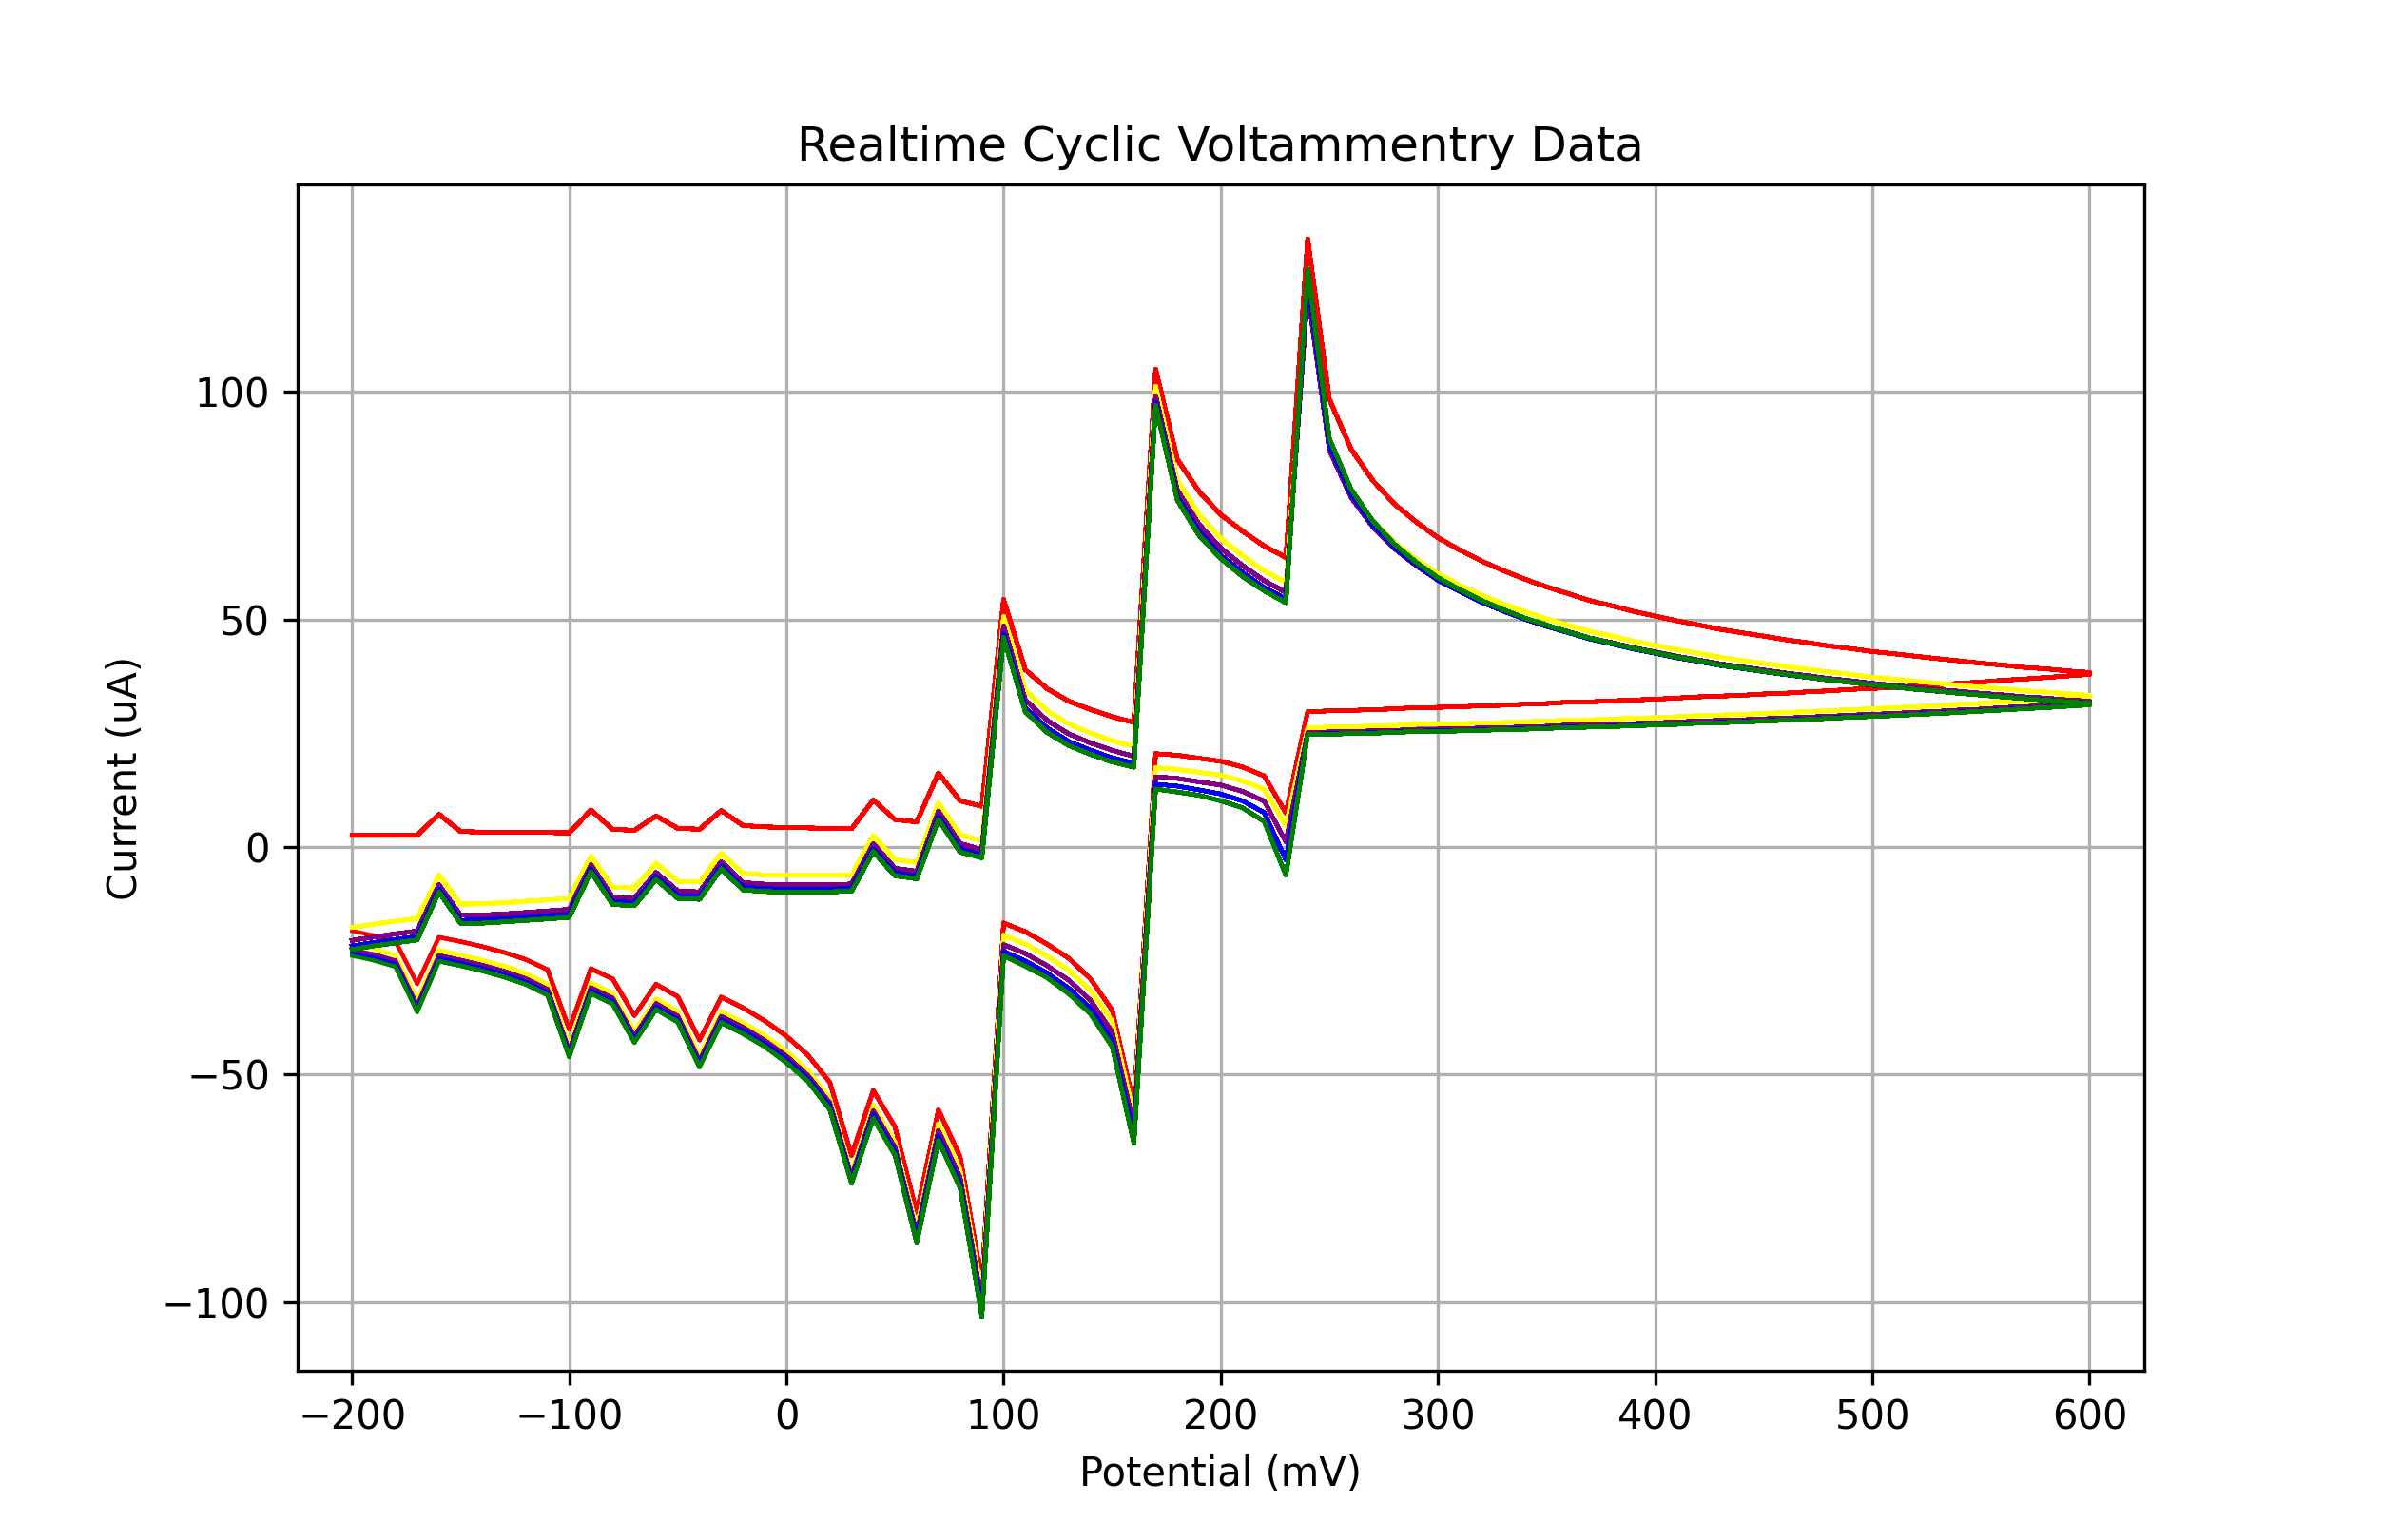 Realtime Cyclic Voltammentry Data
Current (uA)
100
50
0
−50
−100
−200 −100 0 100 200 300 400 500 600
Potential (mV)